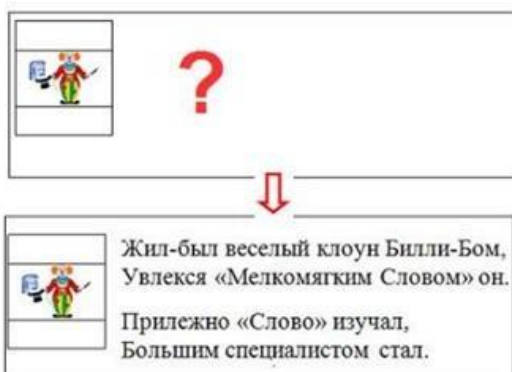 ?
Жил-был веселый клоун Билли-Бом,
Увлекся «Мелкомягким Словом» он.
Прилежно «Слово» изучал,
Большим специалистом стал.